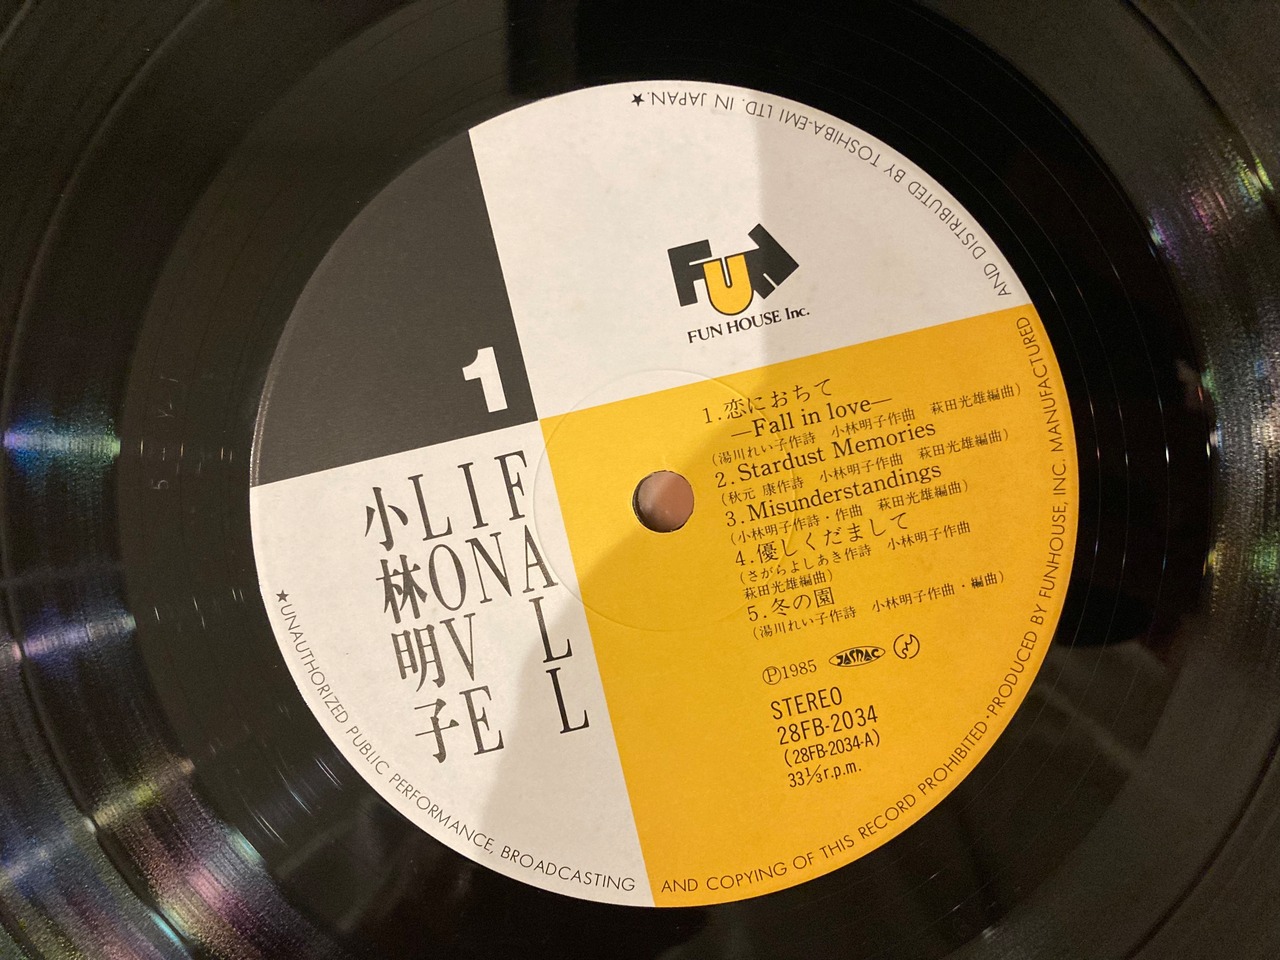 FUN
FUN HOUSE Inc.
1
1.恋におちて
—Fall in love—
(湯川れい子作詩 小林明子作曲 萩田光雄編曲)
2.Stardust Memories
(秋元 康作詩 小林明子作曲 萩田光雄編曲)
3.Misunderstandings
(小林明子作詩・作曲 萩田光雄編曲)
4.優しくだまして
(さがらよしあき作詩 小林明子作曲
萩田光雄編曲)
5.冬の園
(湯川れい子作詩 小林明子作曲・編曲)
Ⓟ1985 JASRAC
STEREO
28FB-2034
(28FB-2034-A)
33⅓r.p.m.
FALL
IN
LOVE
小林明子
★UNAUTHORIZED PUBLIC PERFORMANCE, BROADCASTING AND COPYING OF THIS RECORD PROHIBITED・PRODUCED BY FUNHOUSE, INC. MANUFACTURED AND DISTRIBUTED BY TOSHIBA-EMI LTD. IN JAPAN.★